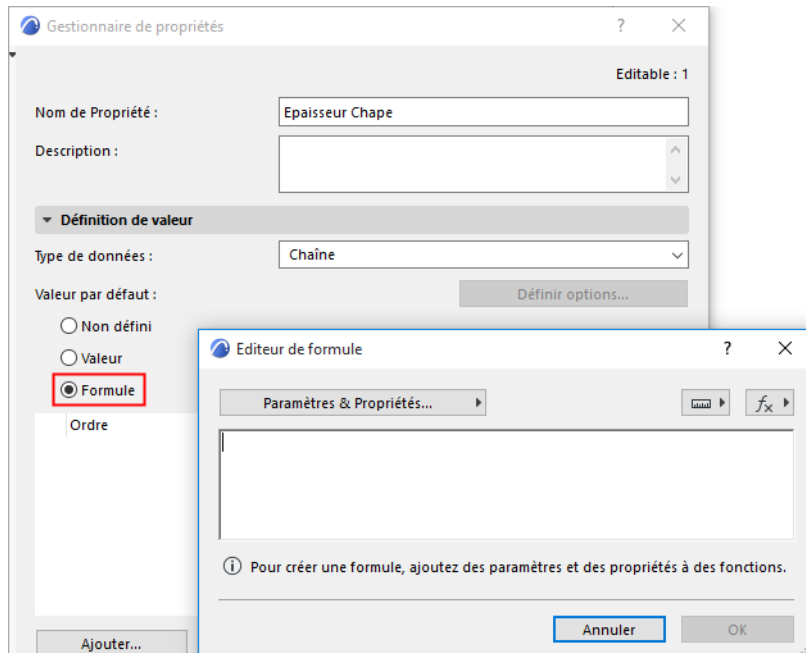 Gestionnaire de propriétés
Editable : 1
Nom de Propriété :
Epaisseur Chape
Description :
Définition de valeur
Type de données :
Chaîne
Valeur par défaut :
Définir options...
Non défini
Valeur
Formule
Ordre
Ajouter...
Editeur de formule
Paramètres & Propriétés...
fx
Pour créer une formule, ajoutez des paramètres et des propriétés à des fonctions.
Annuler
OK